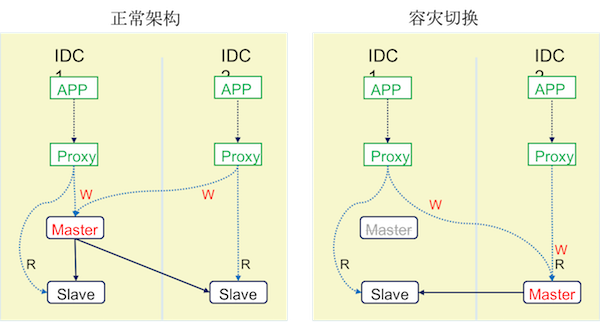 正常架构
容灾切换
IDC
1
IDC
2
APP
APP
Proxy
Proxy
W
W
Master
R
R
Slave
Slave
IDC
1
IDC
2
APP
APP
Proxy
Proxy
W
Master
W
R
R
Slave
Master